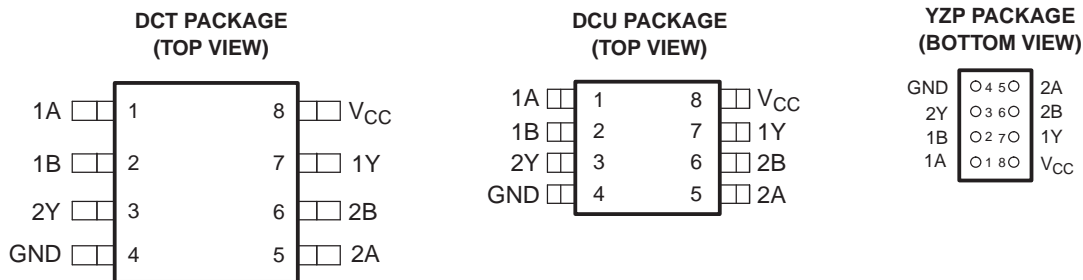 DCT PACKAGE
(TOP VIEW)
1A 1 8 VCC
1B 2 7 1Y
2Y 3 6 2B
GND 4 5 2A
DCU PACKAGE
(TOP VIEW)
1A 1 8 VCC
1B 2 7 1Y
2Y 3 6 2B
GND 4 5 2A
YZP PACKAGE
(BOTTOM VIEW)
GND 4 5 2A
2Y 3 6 2B
1B 2 7 1Y
1A 1 8 VCC